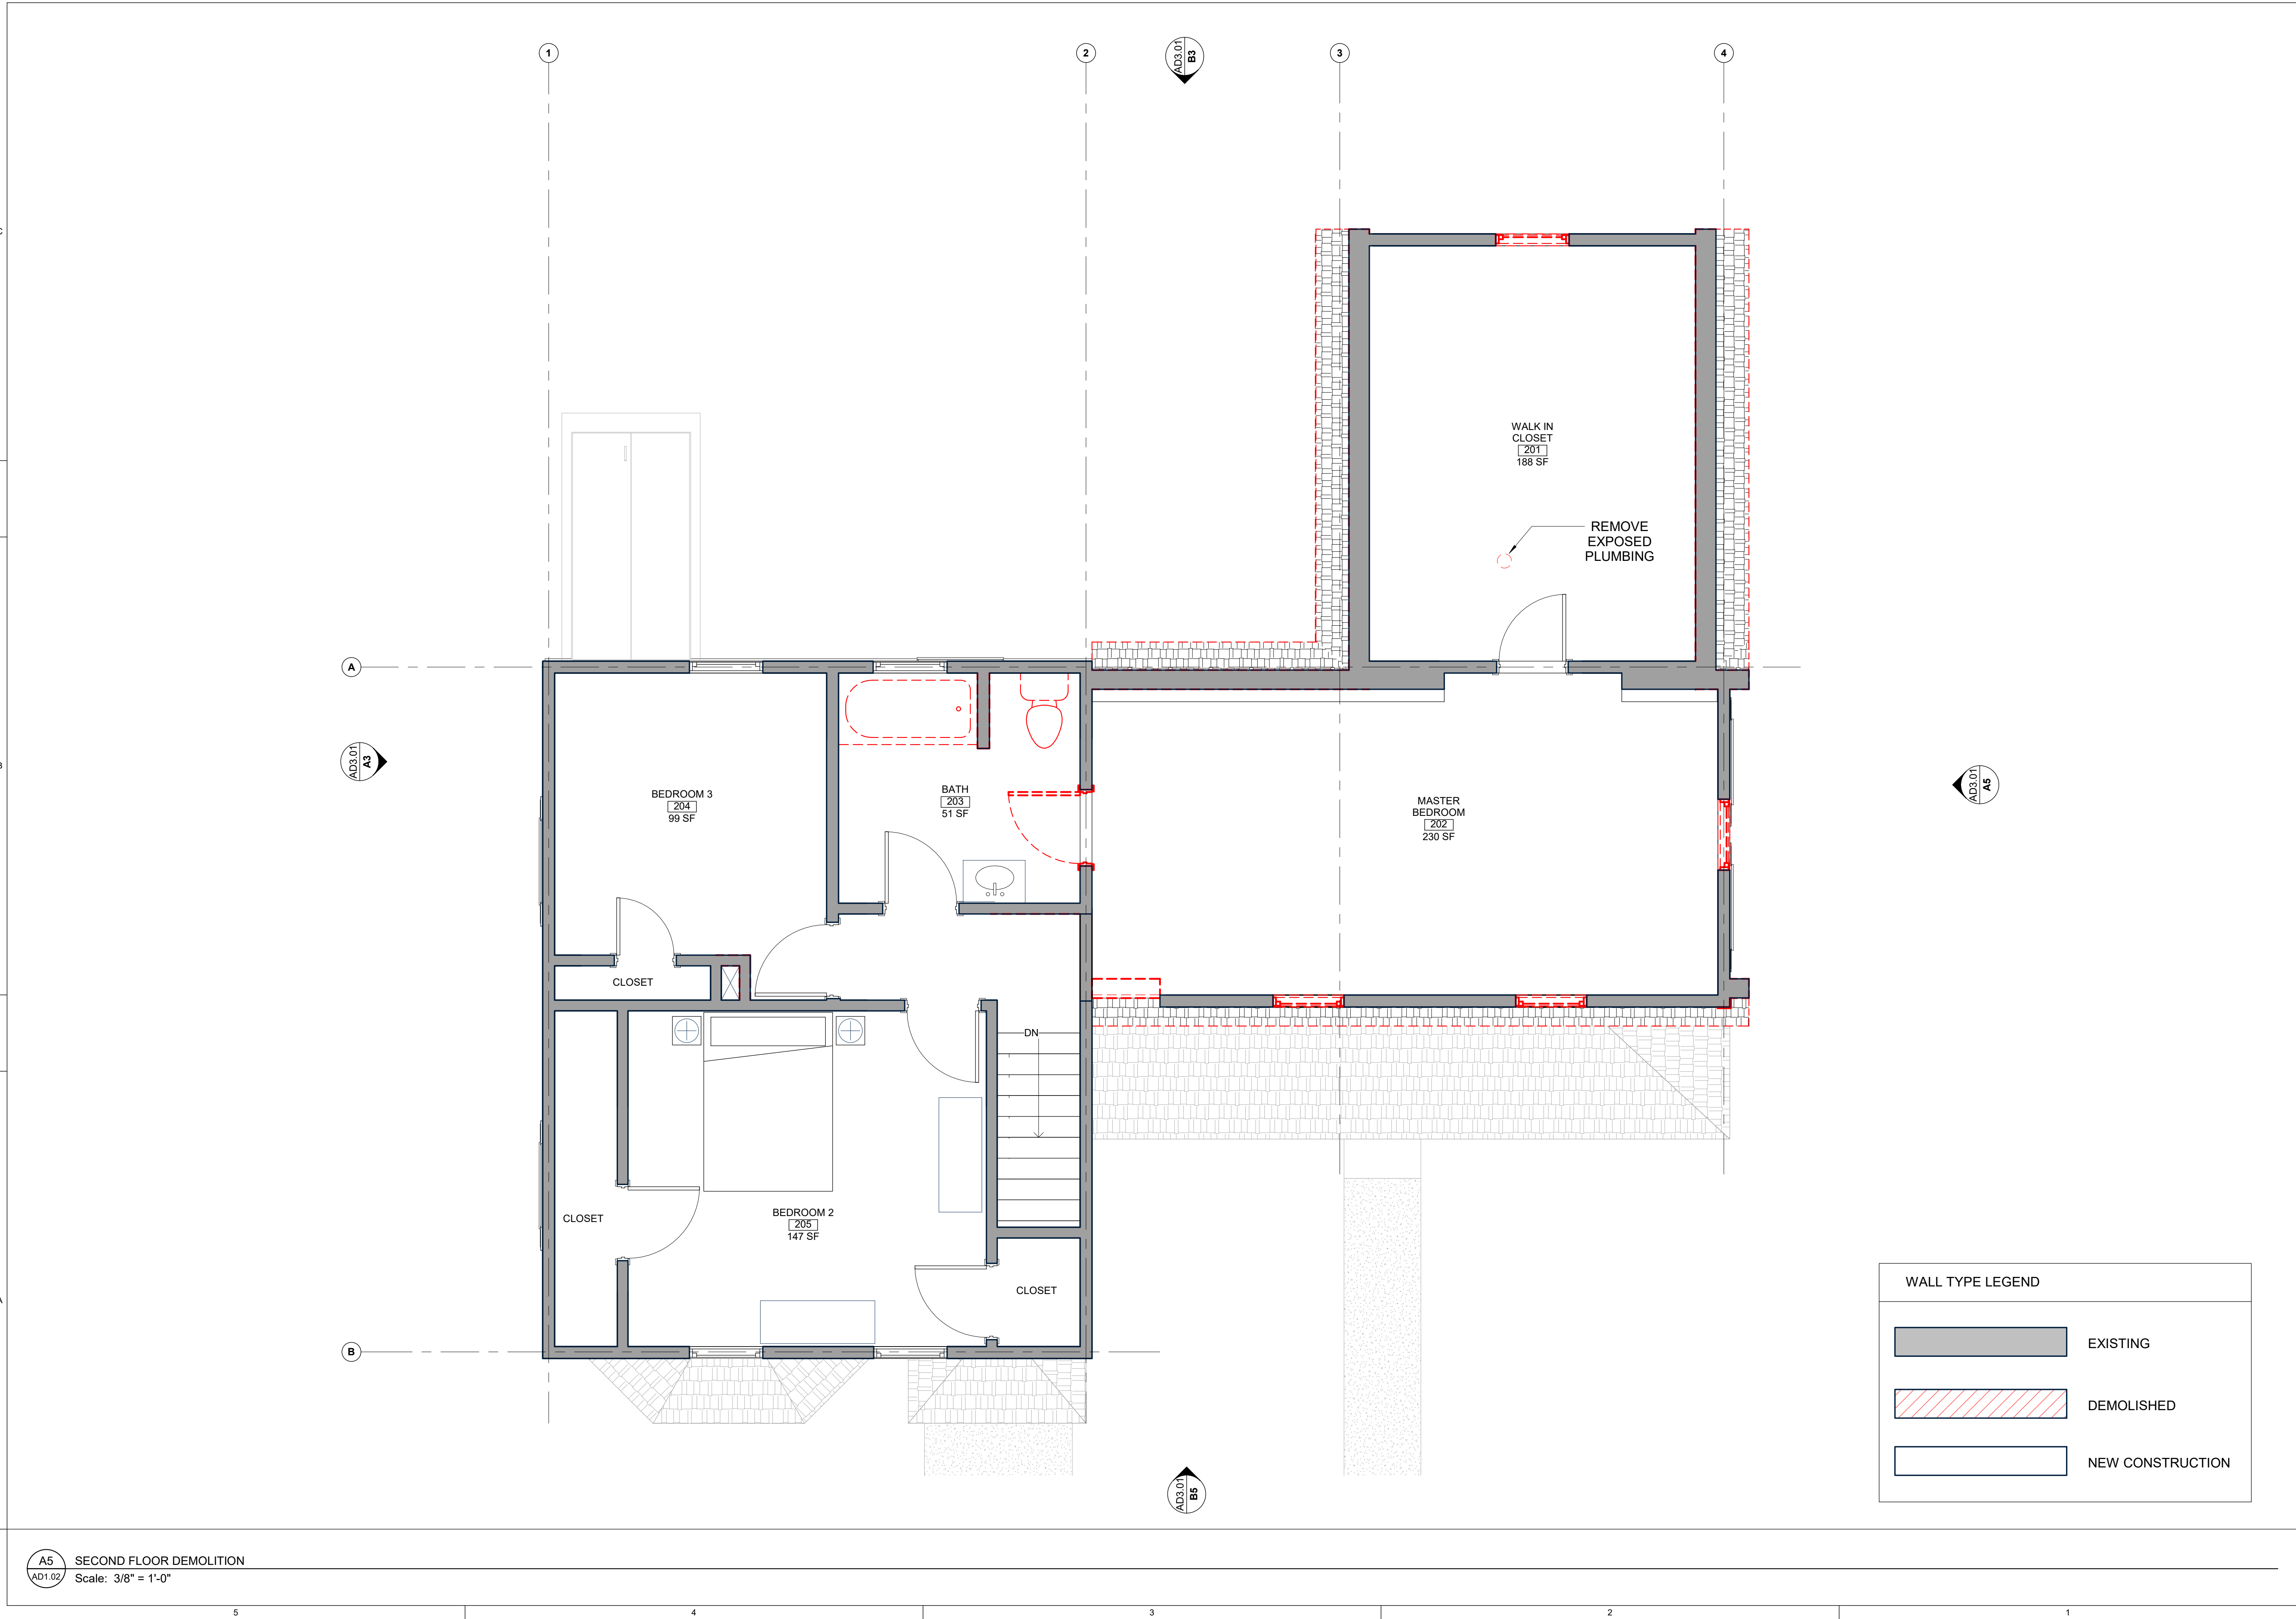 1
2
3
4
AD3.01
B3
C
WALK IN
CLOSET
201
188 SF
REMOVE
EXPOSED
PLUMBING
A
AD3.01
A3
B
BEDROOM 3
204
99 SF
BATH
203
51 SF
MASTER
BEDROOM
202
230 SF
AD3.01
A5
CLOSET
DN
CLOSET
BEDROOM 2
205
147 SF
CLOSET
A
B
AD3.01
B5
WALL TYPE LEGEND
EXISTING
DEMOLISHED
NEW CONSTRUCTION
A5
AD1.02
SECOND FLOOR DEMOLITION
Scale: 3/8" = 1'-0"
5
4
3
2
1